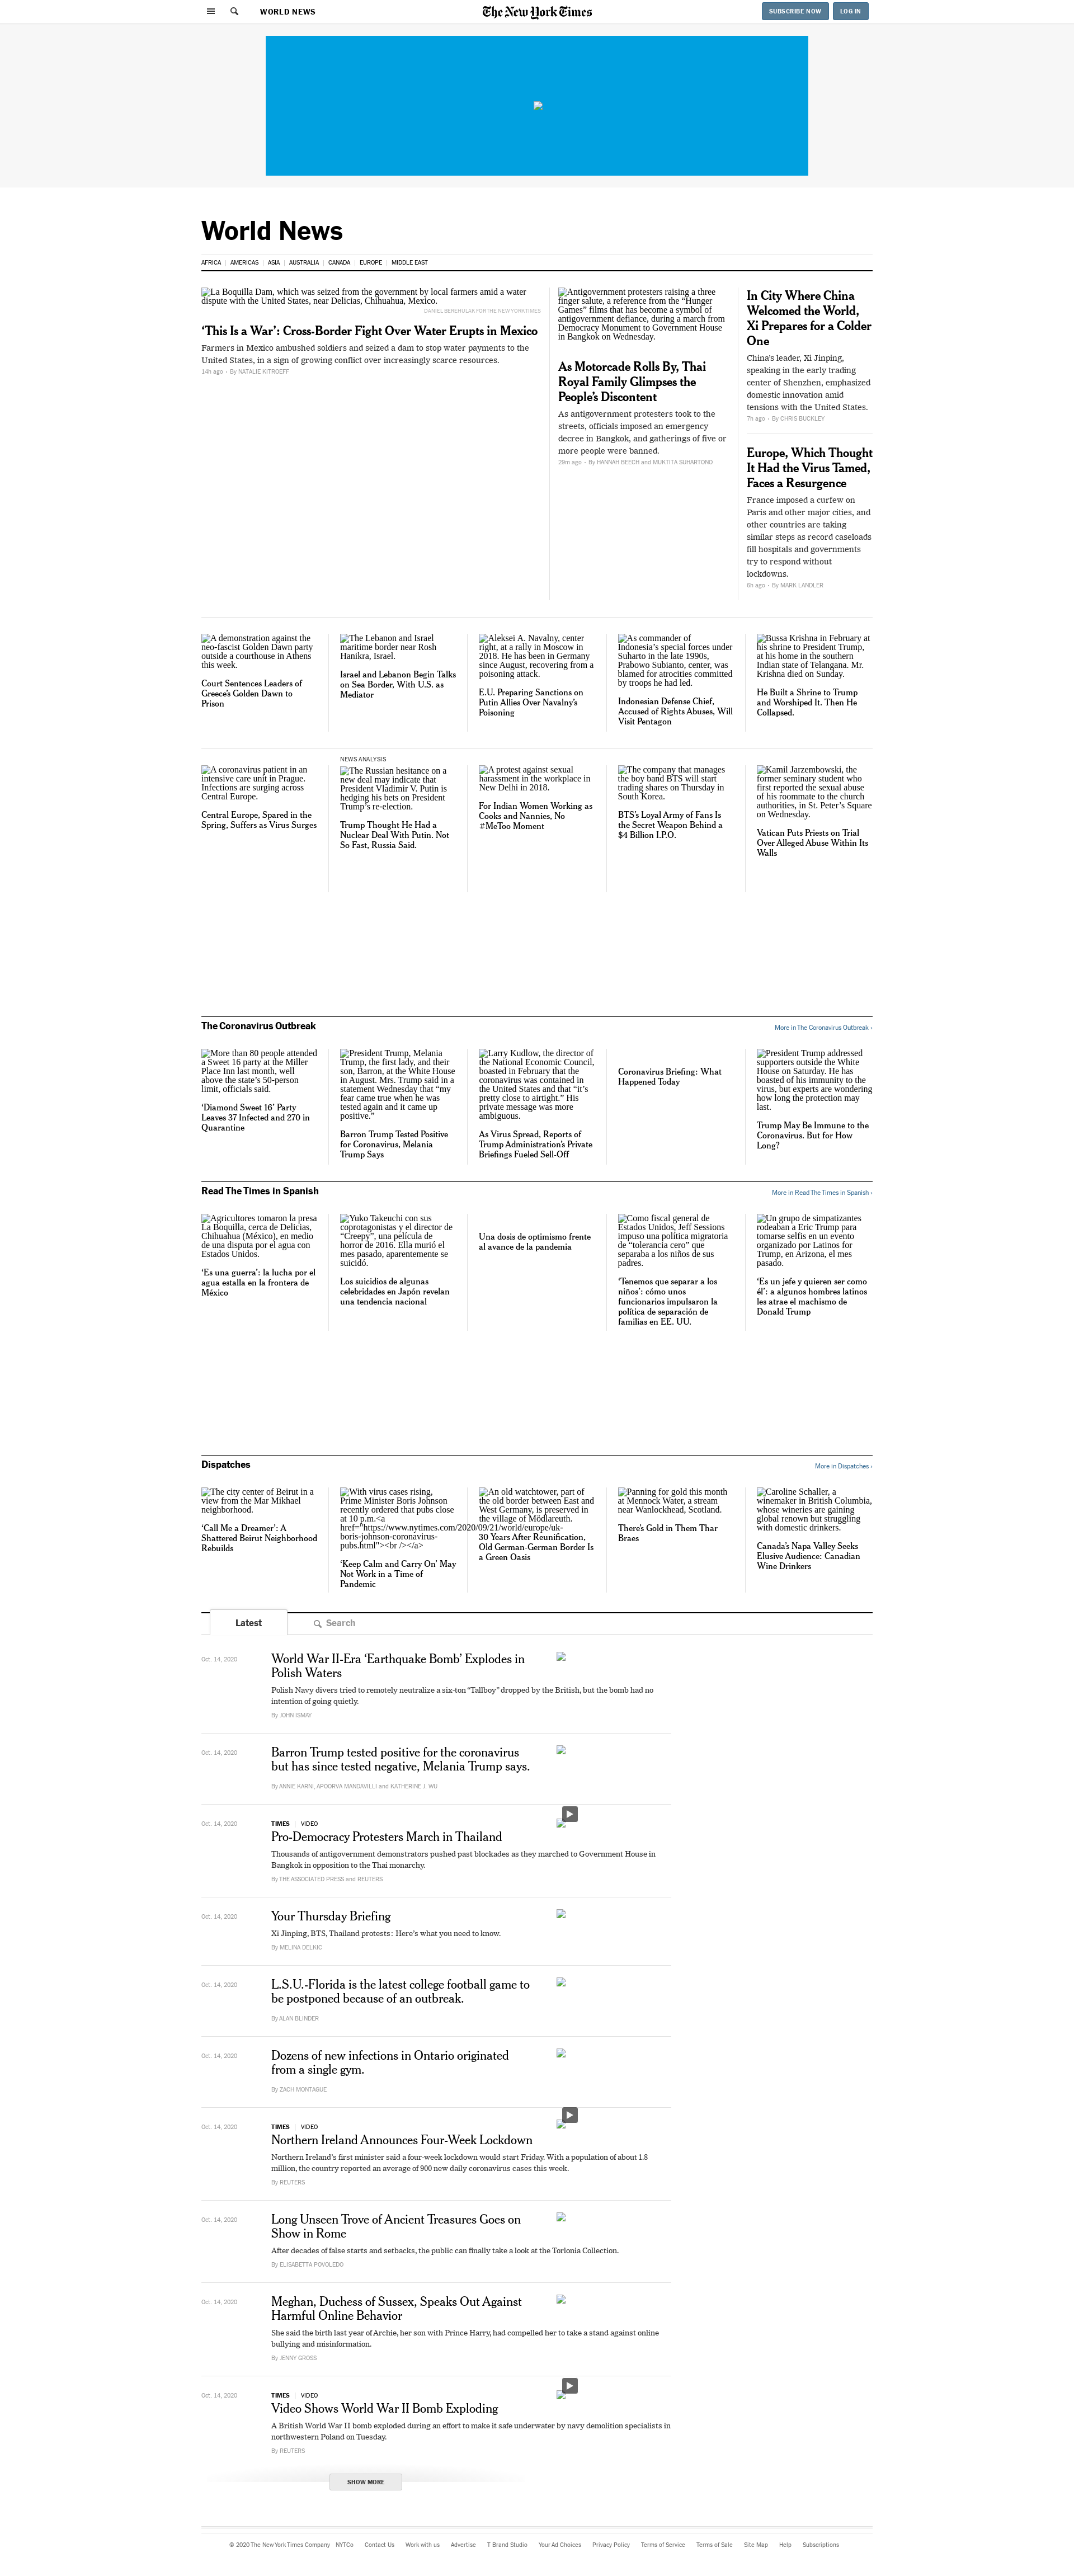 WORLD NEWS
The New York Times
SUBSCRIBE NOW
LOG IN
World News
AFRICA
AMERICAS
ASIA
AUSTRALIA
CANADA
EUROPE
MIDDLE EAST
La Boquilla Dam, which was seized from the government by local farmers amid a water
dispute with the United States, near Delicias, Chihuahua, Mexico.
DANIEL BEREHULAK FOR THE NEW YORK TIMES
‘This Is a War’: Cross-Border Fight Over Water Erupts in Mexico
Farmers in Mexico ambushed soldiers and seized a dam to stop water payments to the
United States, in a sign of growing conflict over increasingly scarce resources.
14h ago • By NATALIE KITROEFF
Antigovernment protesters raising a three
finger salute, a reference from the “Hunger
Games” films that has become a symbol of
antigovernment defiance, during a march from
Democracy Monument to Government House
in Bangkok on Wednesday.
As Motorcade Rolls By, Thai
Royal Family Glimpses the
People’s Discontent
As antigovernment protesters took to the
streets, officials imposed an emergency
decree in Bangkok, and gatherings of five or
more people were banned.
28m ago • By HANNAH BEECH and MUKTITA SUHARTONO
In City Where China
Welcomed the World,
Xi Prepares for a Colder
One
China’s leader, Xi Jinping,
speaking in the early trading
center of Shenzhen, emphasized
domestic innovation amid
tensions with the United States.
7h ago • By CHRIS BUCKLEY
Europe, Which Thought
It Had the Virus Tamed,
Faces a Resurgence
France imposed a curfew on
Paris and other major cities, and
other countries are taking
similar steps as record caseloads
fill hospitals and governments
try to respond without
lockdowns.
6h ago • By MARK LANDLER
A demonstration against the
neo-fascist Golden Dawn party
outside a courthouse in Athens
this week.
Court Sentences Leaders of
Greece’s Golden Dawn to
Prison
The Lebanon and Israel
maritime border near Rosh
Hanikra, Israel.
Israel and Lebanon Begin Talks
on Sea Border, With U.S. as
Mediator
Aleksei A. Navalny, center
right, at a rally in Moscow in
2018. He has been in Germany
since August, recovering from a
poisoning attack.
E.U. Preparing Sanctions on
Putin Allies Over Navalny’s
Poisoning
As commander of
Indonesia’s special forces under
Suharto in the late 1990s,
Prabowo Subianto, center, was
blamed for atrocities committed
by troops he had led.
Indonesian Defense Chief,
Accused of Rights Abuses, Will
Visit Pentagon
Bussa Krishna in February at
his shrine to President Trump,
at his home in the southern
Indian state of Telangana. Mr.
Krishna died on Sunday.
He Built a Shrine to Trump
and Worshiped It. Then He
Collapsed.
A coronavirus patient in an
intensive care unit in Prague.
Infections are surging across
Central Europe.
Central Europe, Spared in the
Spring, Suffers as Virus Surges
NEWS ANALYSIS
The Russian hesitance on a
new deal may indicate that
President Vladimir V. Putin is
hedging his bets on President
Trump’s re-election.
Trump Thought He Had a
Nuclear Deal With Putin. Not
So Fast, Russia Said.
A protest against sexual
harassment in the workplace in
New Delhi in 2018.
For Indian Women Working as
Cooks and Nannies, No
#MeToo Moment
The company that manages
the boy band BTS will start
trading shares on Thursday in
South Korea.
BTS’s Loyal Army of Fans Is
the Secret Weapon Behind a
$4 Billion I.P.O.
Kamil Jarzembowski, the
former seminary student who
first reported the sexual abuse
of his roommate to the church
authorities, in St. Peter’s Square
on Wednesday.
Vatican Puts Priests on Trial
Over Alleged Abuse Within Its
Walls
The Coronavirus Outbreak
More in The Coronavirus Outbreak ›
More than 80 people attended
a Sweet 16 party at the Miller
Place Inn last month, well
above the state’s 50-person
limit, officials said.
‘Diamond Sweet 16’ Party
Leaves 37 Infected and 270 in
Quarantine
President Trump, Melania
Trump, the first lady, and their
son, Barron, at the White House
in August. Mrs. Trump said in a
statement Wednesday that “my
fear came true when he was
tested again and it came up
positive.”
Barron Trump Tested Positive
for Coronavirus, Melania
Trump Says
Larry Kudlow, the director of
the National Economic Council,
boasted in February that the
coronavirus was contained in
the United States and that “it’s
pretty close to airtight.” His
private message was more
ambiguous.
As Virus Spread, Reports of
Trump Administration’s Private
Briefings Fueled Sell-Off
Coronavirus Briefing: What
Happened Today
President Trump addressed
supporters outside the White
House on Saturday. He has
boasted of his immunity to the
virus, but experts are wondering
how long the protection may
last.
Trump May Be Immune to the
Coronavirus. But for How
Long?
Read The Times in Spanish
More in Read The Times in Spanish ›
Agricultores tomaron la presa
La Boquilla, cerca de Delicias,
Chihuahua (México), en medio
de una disputa por el agua con
Estados Unidos.
‘Es una guerra’: la lucha por el
agua estalla en la frontera de
México
Yuko Takeuchi con sus
coprotagonistas y el director de
“Creepy”, una película de
horror de 2016. Ella murió el
mes pasado, aparentemente se
suicidó.
Los suicidios de algunas
celebridades en Japón revelan
una tendencia nacional
Una dosis de optimismo frente
al avance de la pandemia
Como fiscal general de
Estados Unidos, Jeff Sessions
impuso una política migratoria
de “tolerancia cero” que
separaba a los niños de sus
padres.
‘Tenemos que separar a los
niños’: cómo unos
funcionarios impulsaron la
política de separación de
familias en EE. UU.
Un grupo de simpatizantes
rodeaban a Eric Trump para
tomarse selfis en un evento
organizado por Latinos for
Trump, en Arizona, el mes
pasado.
‘Es un jefe y quieren ser como
él’: a algunos hombres latinos
les atrae el machismo de
Donald Trump
Dispatches
More in Dispatches ›
The city center of Beirut in a
view from the Mar Mikhael
neighborhood.
‘Call Me a Dreamer’: A
Shattered Beirut Neighborhood
Rebuilds
With virus cases rising,
Prime Minister Boris Johnson
recently ordered that pubs close
at 10 p.m.<a
href="https://www.nytimes.com/2020/09/21/world/europe/uk-
boris-johnson-coronavirus-
pubs.html"><br /></a>
‘Keep Calm and Carry On’ May
Not Work in a Time of
Pandemic
An old watchtower, part of
the old border between East and
West Germany, is preserved in
the village of Mödlareuth.
30 Years After Reunification,
Old German-German Border Is
a Green Oasis
Panning for gold this month
at Mennock Water, a stream
near Wanlockhead, Scotland.
There’s Gold in Them Thar
Braes
Caroline Schaller, a
winemaker in British Columbia,
whose wineries are gaining
global renown but struggling
with domestic drinkers.
Canada’s Napa Valley Seeks
Elusive Audience: Canadian
Wine Drinkers
Latest
Search
Oct. 14, 2020
World War II-Era ‘Earthquake Bomb’ Explodes in
Polish Waters
Polish Navy divers tried to remotely neutralize a six-ton “Tallboy” dropped by the British, but the bomb had no
intention of going quietly.
By JOHN ISMAY
Oct. 14, 2020
Barron Trump tested positive for the coronavirus
but has since tested negative, Melania Trump says.
By ANNIE KARNI, APOORVA MANDAVILLI and KATHERINE J. WU
Oct. 14, 2020
TIMES | VIDEO
Pro-Democracy Protesters March in Thailand
Thousands of antigovernment demonstrators pushed past blockades as they marched to Government House in
Bangkok in opposition to the Thai monarchy.
By THE ASSOCIATED PRESS and REUTERS
Oct. 14, 2020
Your Thursday Briefing
Xi Jinping, BTS, Thailand protests: Here’s what you need to know.
By MELINA DELKIC
Oct. 14, 2020
L.S.U.-Florida is the latest college football game to
be postponed because of an outbreak.
By ALAN BLINDER
Oct. 14, 2020
Dozens of new infections in Ontario originated
from a single gym.
By ZACH MONTAGUE
Oct. 14, 2020
TIMES | VIDEO
Northern Ireland Announces Four-Week Lockdown
Northern Ireland’s first minister said a four-week lockdown would start Friday. With a population of about 1.8
million, the country reported an average of 900 new daily coronavirus cases this week.
By REUTERS
Oct. 14, 2020
Long Unseen Trove of Ancient Treasures Goes on
Show in Rome
After decades of false starts and setbacks, the public can finally take a look at the Torlonia Collection.
By ELISABETTA POVOLEDO
Oct. 14, 2020
Meghan, Duchess of Sussex, Speaks Out Against
Harmful Online Behavior
She said the birth last year of Archie, her son with Prince Harry, had compelled her to take a stand against online
bullying and misinformation.
By JENNY GROSS
Oct. 14, 2020
TIMES | VIDEO
Video Shows World War II Bomb Exploding
A British World War II bomb exploded during an effort to make it safe underwater by navy demolition specialists in
northwestern Poland on Tuesday.
By REUTERS
SHOW MORE
© 2020 The New York Times Company
NYTCo
Contact Us
Work with us
Advertise
T Brand Studio
Your Ad Choices
Privacy Policy
Terms of Service
Terms of Sale
Site Map
Help
Subscriptions